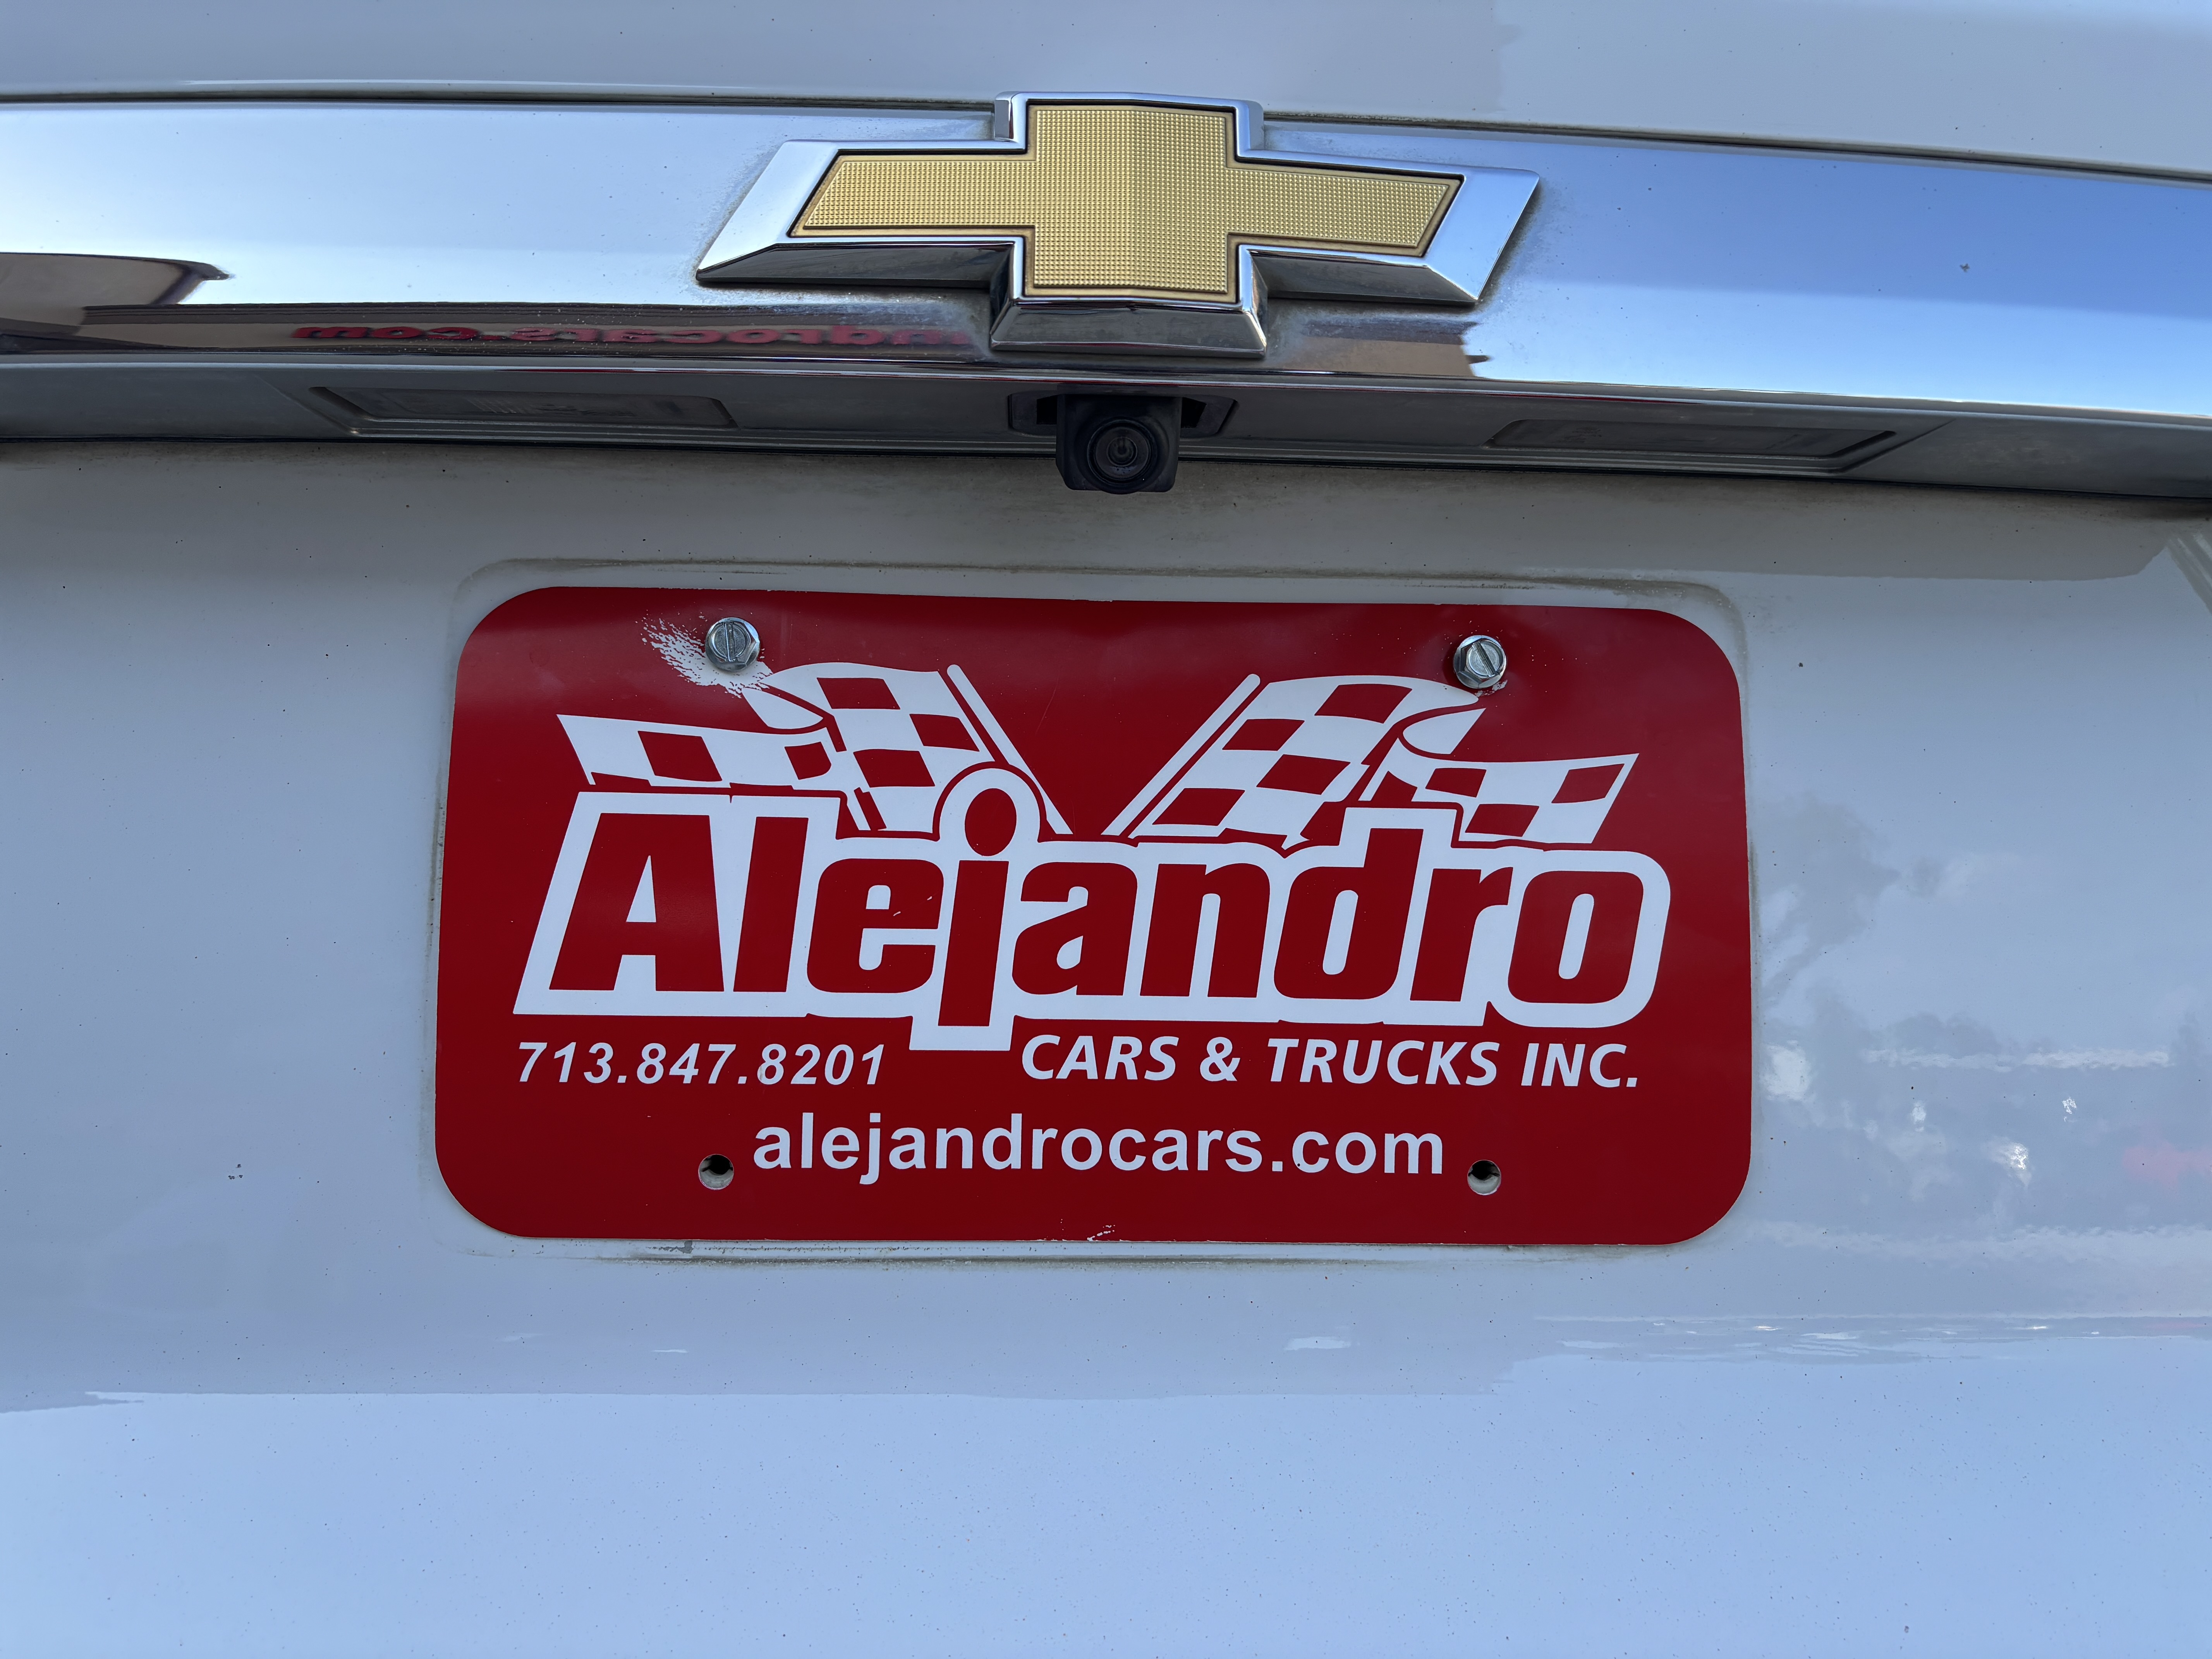 Alejandro
713.847.8201 CARS & TRUCKS INC.
alejandrocars.com